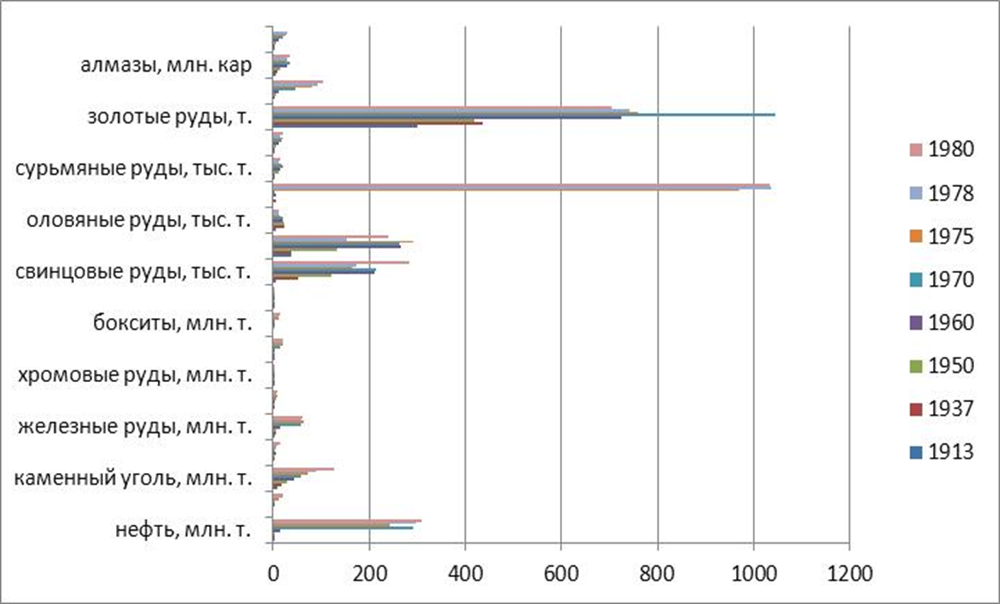 алмазы, млн. кар
золотые руды, т.
сурьмяные руды, тыс. т.
оловяные руды, тыс. т.
свинцовые руды, тыс. т.
бокситы, млн. т.
хромовые руды, млн. т.
железные руды, млн. т.
каменный уголь, млн. т.
нефть, млн. т.
0 200 400 600 800 1000 1200
1980
1978
1975
1970
1960
1950
1937
1913